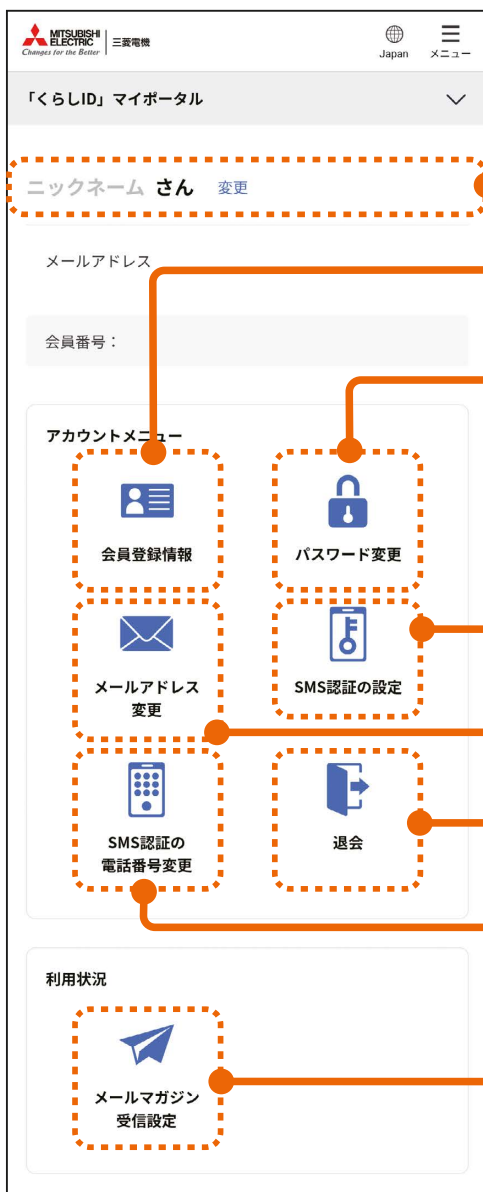 MITSUBISHI
ELECTRIC
Changes for the Better
三菱電機
Japan
メニュー
「くらしID」マイポータル
ニックネーム さん 変更
メールアドレス
会員番号：
アカウントメニュー
会員登録情報
パスワード変更
メールアドレス
変更
SMS認証の設定
SMS認証の
電話番号変更
退会
利用状況
メールマガジン
受信設定